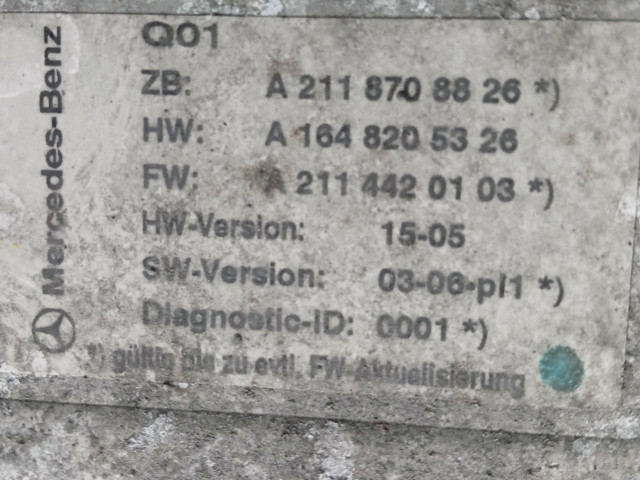 Mercedes-Benz
Q01
ZB: A 211 870 88 26 *)
HW: A 164 820 53 26
FW: A 211 442 01 03 *)
HW-Version: 15-05
SW-Version: 03-06-pl1 *)
Diagnostic-ID: 0001 *)
*) gültig bis zu evtl. FW-Aktualisierung